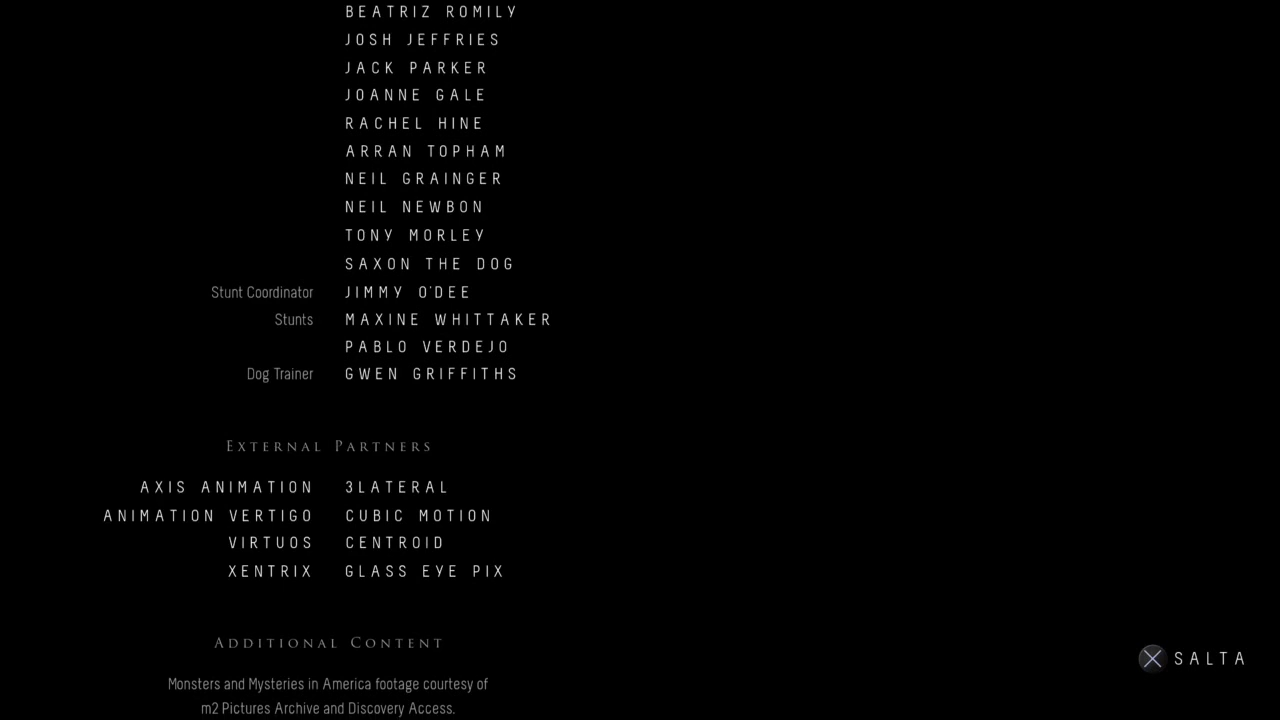 BEATRIZ ROMILY
JOSH JEFFRIES
JACK PARKER
JOANNE GALE
RACHEL HINE
ARRAN TOPHAM
NEIL GRAINGER
NEIL NEWBON
TONY MORLEY
SAXON THE DOG
Stunt Coordinator JIMMY O'DEE
Stunts MAXINE WHITTAKER
PABLO VERDEJO
Dog Trainer GWEN GRIFFITHS
EXTERNAL PARTNERS
AXIS ANIMATION 3LATERAL
ANIMATION VERTIGO CUBIC MOTION
VIRTUOS CENTROID
XENTRIX GLASS EYE PIX
ADDITIONAL CONTENT
Monsters and Mysteries in America footage courtesy of
m2 Pictures Archive and Discovery Access.
SALTA